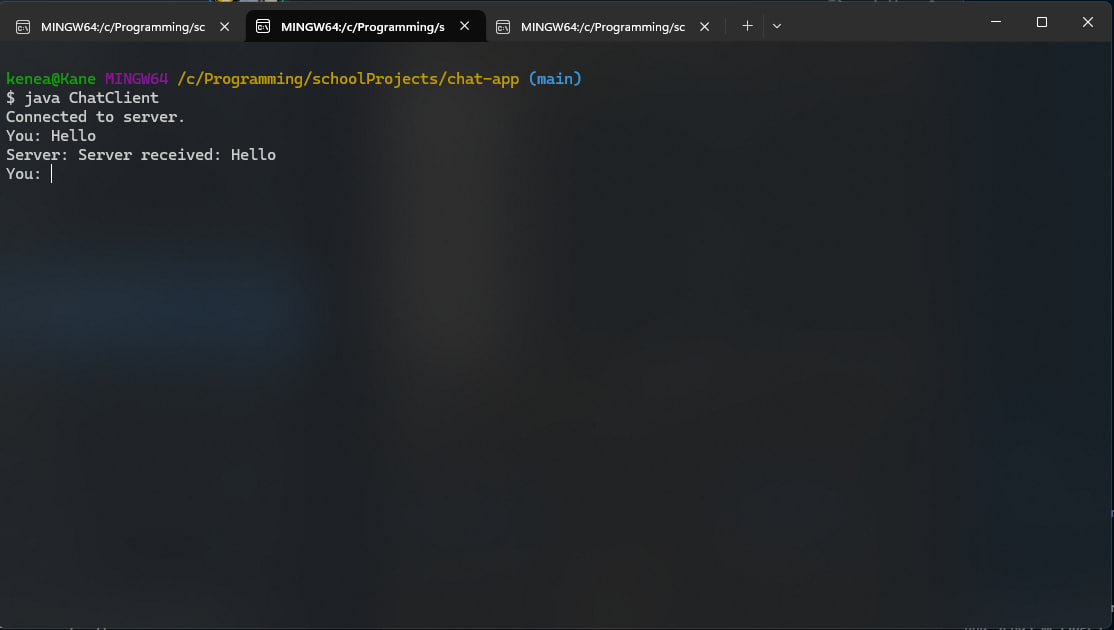 MINGW64:/c/Programming/sc
MINGW64:/c/Programming/s
MINGW64:/c/Programming/sc
kenea@Kane MINGW64 /c/Programming/schoolProjects/chat-app (main)
$ java ChatClient
Connected to server.
You: Hello
Server: Server received: Hello
You: